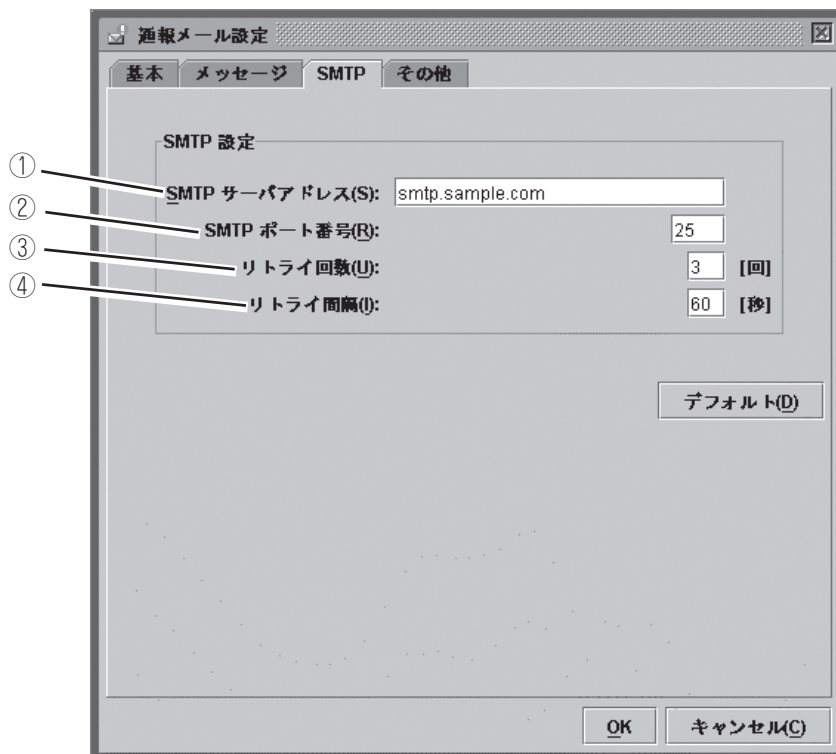 通報メール設定
基本 メッセージ SMTP その他
SMTP 設定
① SMTP サーバアドレス(S): smtp.sample.com
② SMTP ポート番号(R): 25
③ リトライ回数(U): 3 [回]
④ リトライ間隔(I): 60 [秒]
デフォルト(D)
OK キャンセル(C)